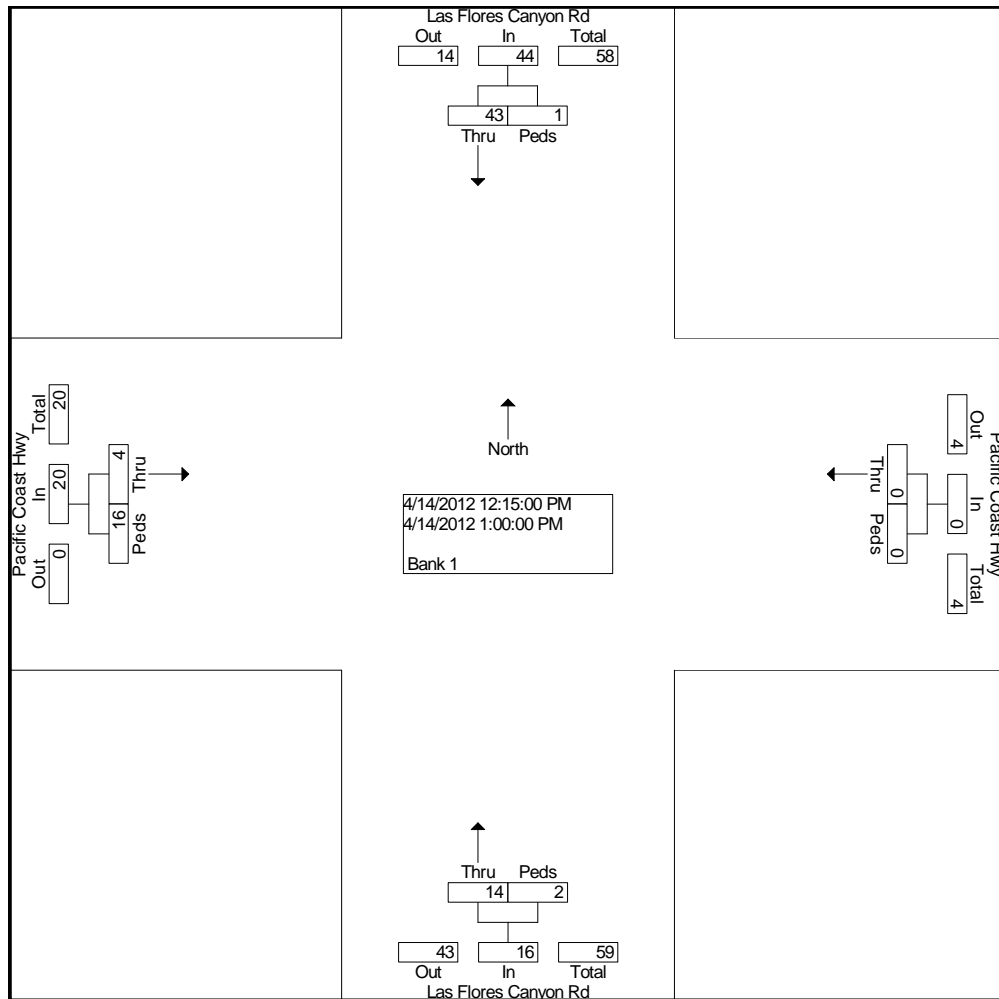 Las Flores Canyon Rd
Out In Total
14 44 58
43 1
Thru Peds
Pacific Coast Hwy
Total In Out
20 20 0
4 16
Thru Peds
North
4/14/2012 12:15:00 PM
4/14/2012 1:00:00 PM
Bank 1
Thru Peds
0 0
4 0 4
Out In Total
Pacific Coast Hwy
Thru Peds
14 2
43 16 59
Out In Total
Las Flores Canyon Rd